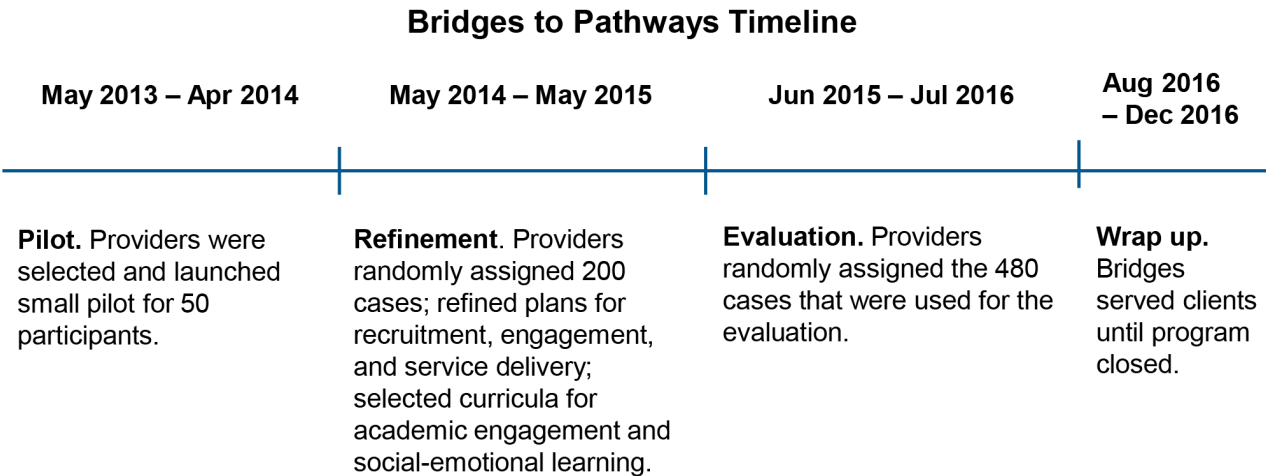 Bridges to Pathways Timeline
May 2013 – Apr 2014
May 2014 – May 2015
Jun 2015 – Jul 2016
Aug 2016
– Dec 2016
Pilot. Providers were
selected and launched
small pilot for 50
participants.
Refinement. Providers
randomly assigned 200
cases; refined plans for
recruitment, engagement,
and service delivery;
selected curricula for
academic engagement and
social-emotional learning.
Evaluation. Providers
randomly assigned the 480
cases that were used for the
evaluation.
Wrap up.
Bridges
served clients
until program
closed.